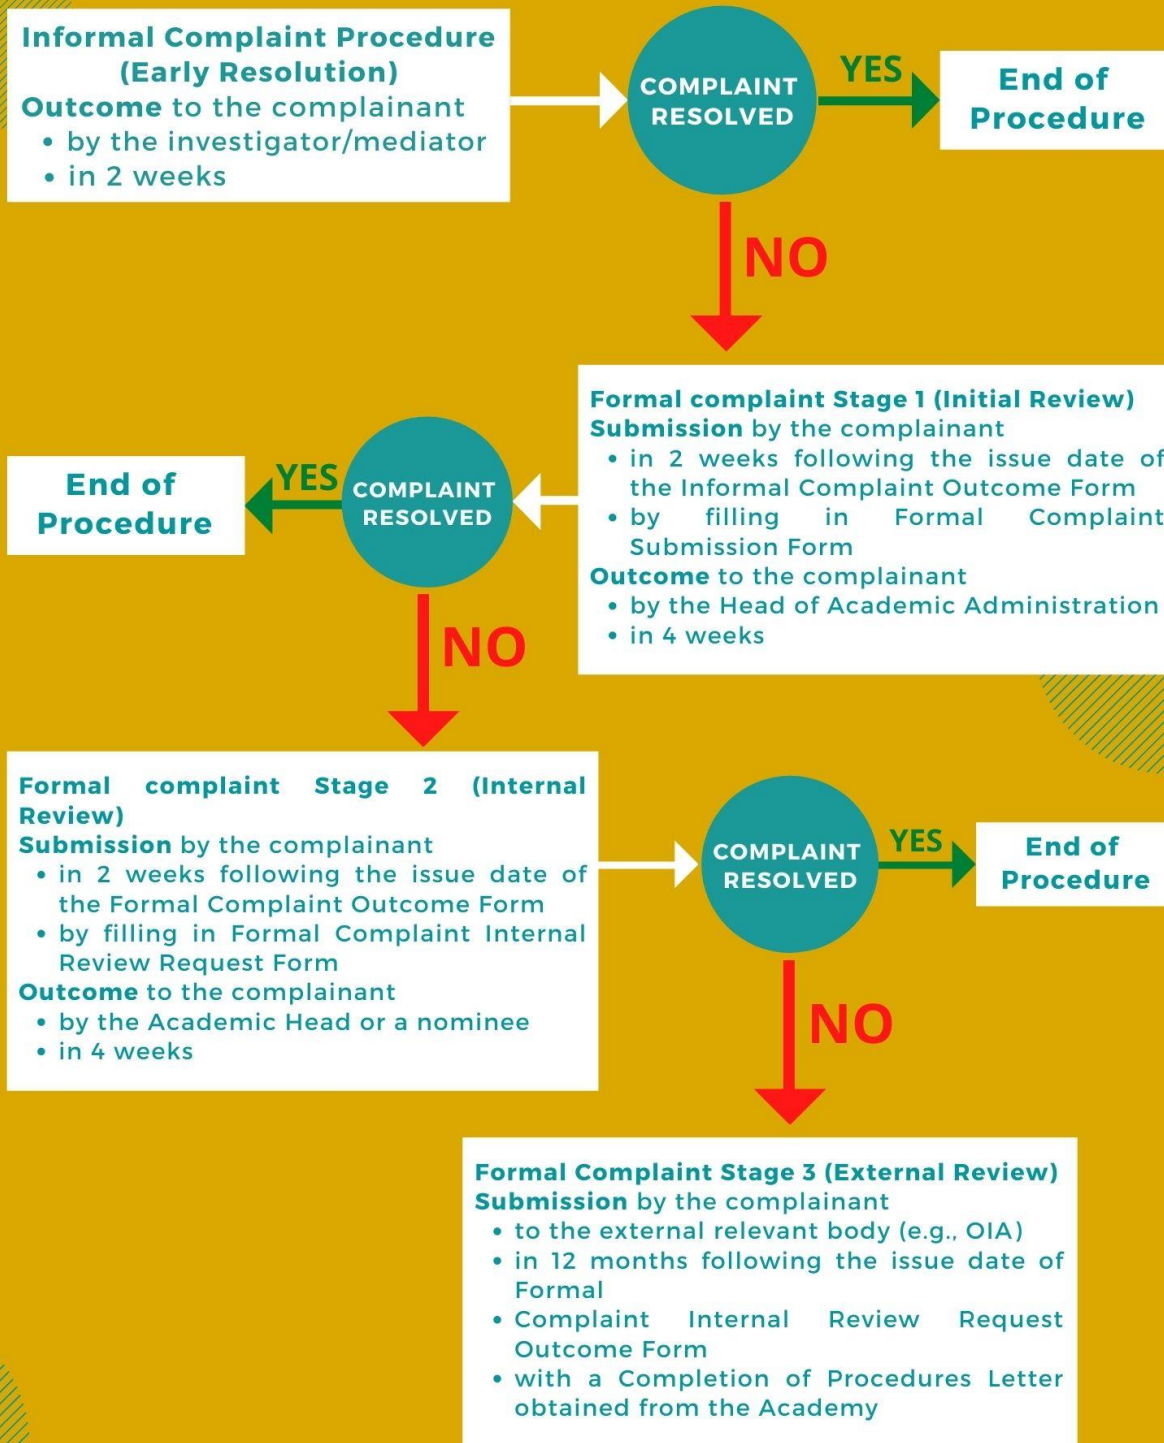 Informal Complaint Procedure
(Early Resolution)
Outcome to the complainant
• by the investigator/mediator
• in 2 weeks
COMPLAINT
RESOLVED
YES
End of
Procedure
NO
Formal complaint Stage 1 (Initial Review)
Submission by the complainant
• in 2 weeks following the issue date of
the Informal Complaint Outcome Form
• by filling in Formal Complaint
Submission Form
Outcome to the complainant
• by the Head of Academic Administration
• in 4 weeks
COMPLAINT
RESOLVED
YES
End of
Procedure
NO
Formal complaint Stage 2 (Internal
Review)
Submission by the complainant
• in 2 weeks following the issue date of
the Formal Complaint Outcome Form
• by filling in Formal Complaint Internal
Review Request Form
Outcome to the complainant
• by the Academic Head or a nominee
• in 4 weeks
COMPLAINT
RESOLVED
YES
End of
Procedure
NO
Formal Complaint Stage 3 (External Review)
Submission by the complainant
• to the external relevant body (e.g., OIA)
• in 12 months following the issue date of
Formal
• Complaint Internal Review Request
Outcome Form
• with a Completion of Procedures Letter
obtained from the Academy